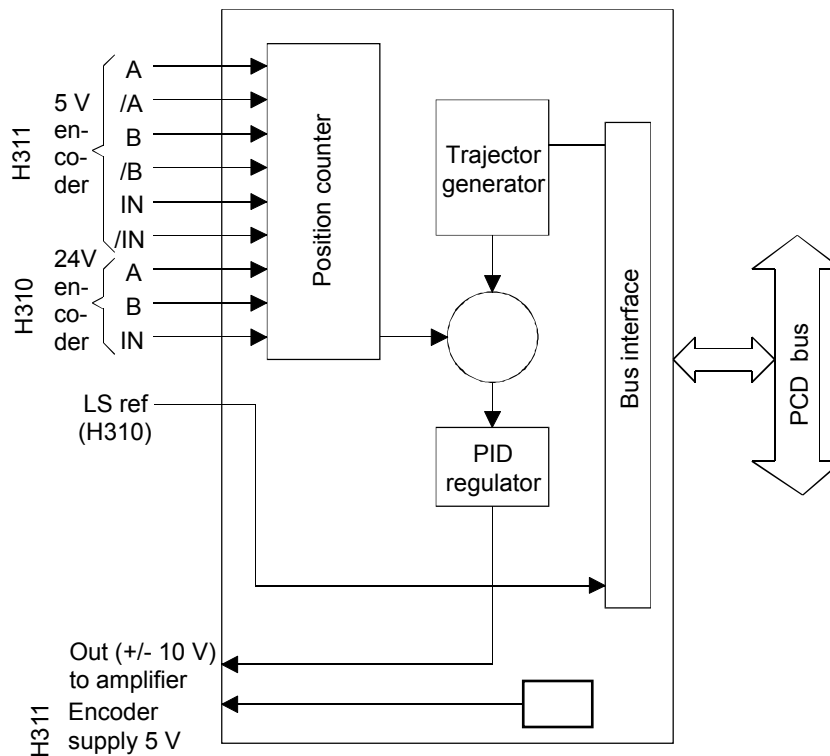 H311
5 V
en-
co-
der
A
/A
B
/B
IN
/IN
H310
24V
en-
co-
der
A
B
IN
LS ref
(H310)
Position counter
Trajector
generator
PID
regulator
Bus interface
PCD bus
Out (+/- 10 V)
to amplifier
H311
Encoder
supply 5 V